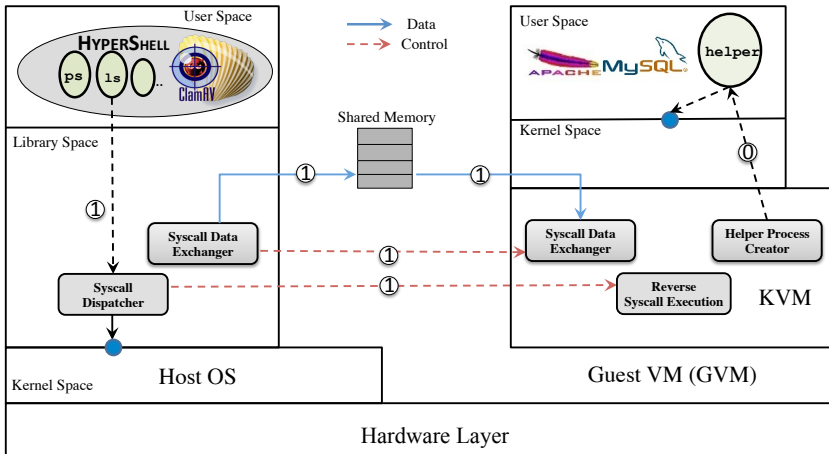 User Space
HYPERSHELL
ps
ls
..
ClamAV
Data
Control
User Space
APACHE
MySQL
helper
Library Space
Shared Memory
Kernel Space
1
1
0
1
Syscall Data
Exchanger
Syscall Data
Exchanger
Helper Process
Creator
1
Syscall
Dispatcher
1
Reverse
Syscall Execution
KVM
Kernel Space
Host OS
Guest VM (GVM)
Hardware Layer